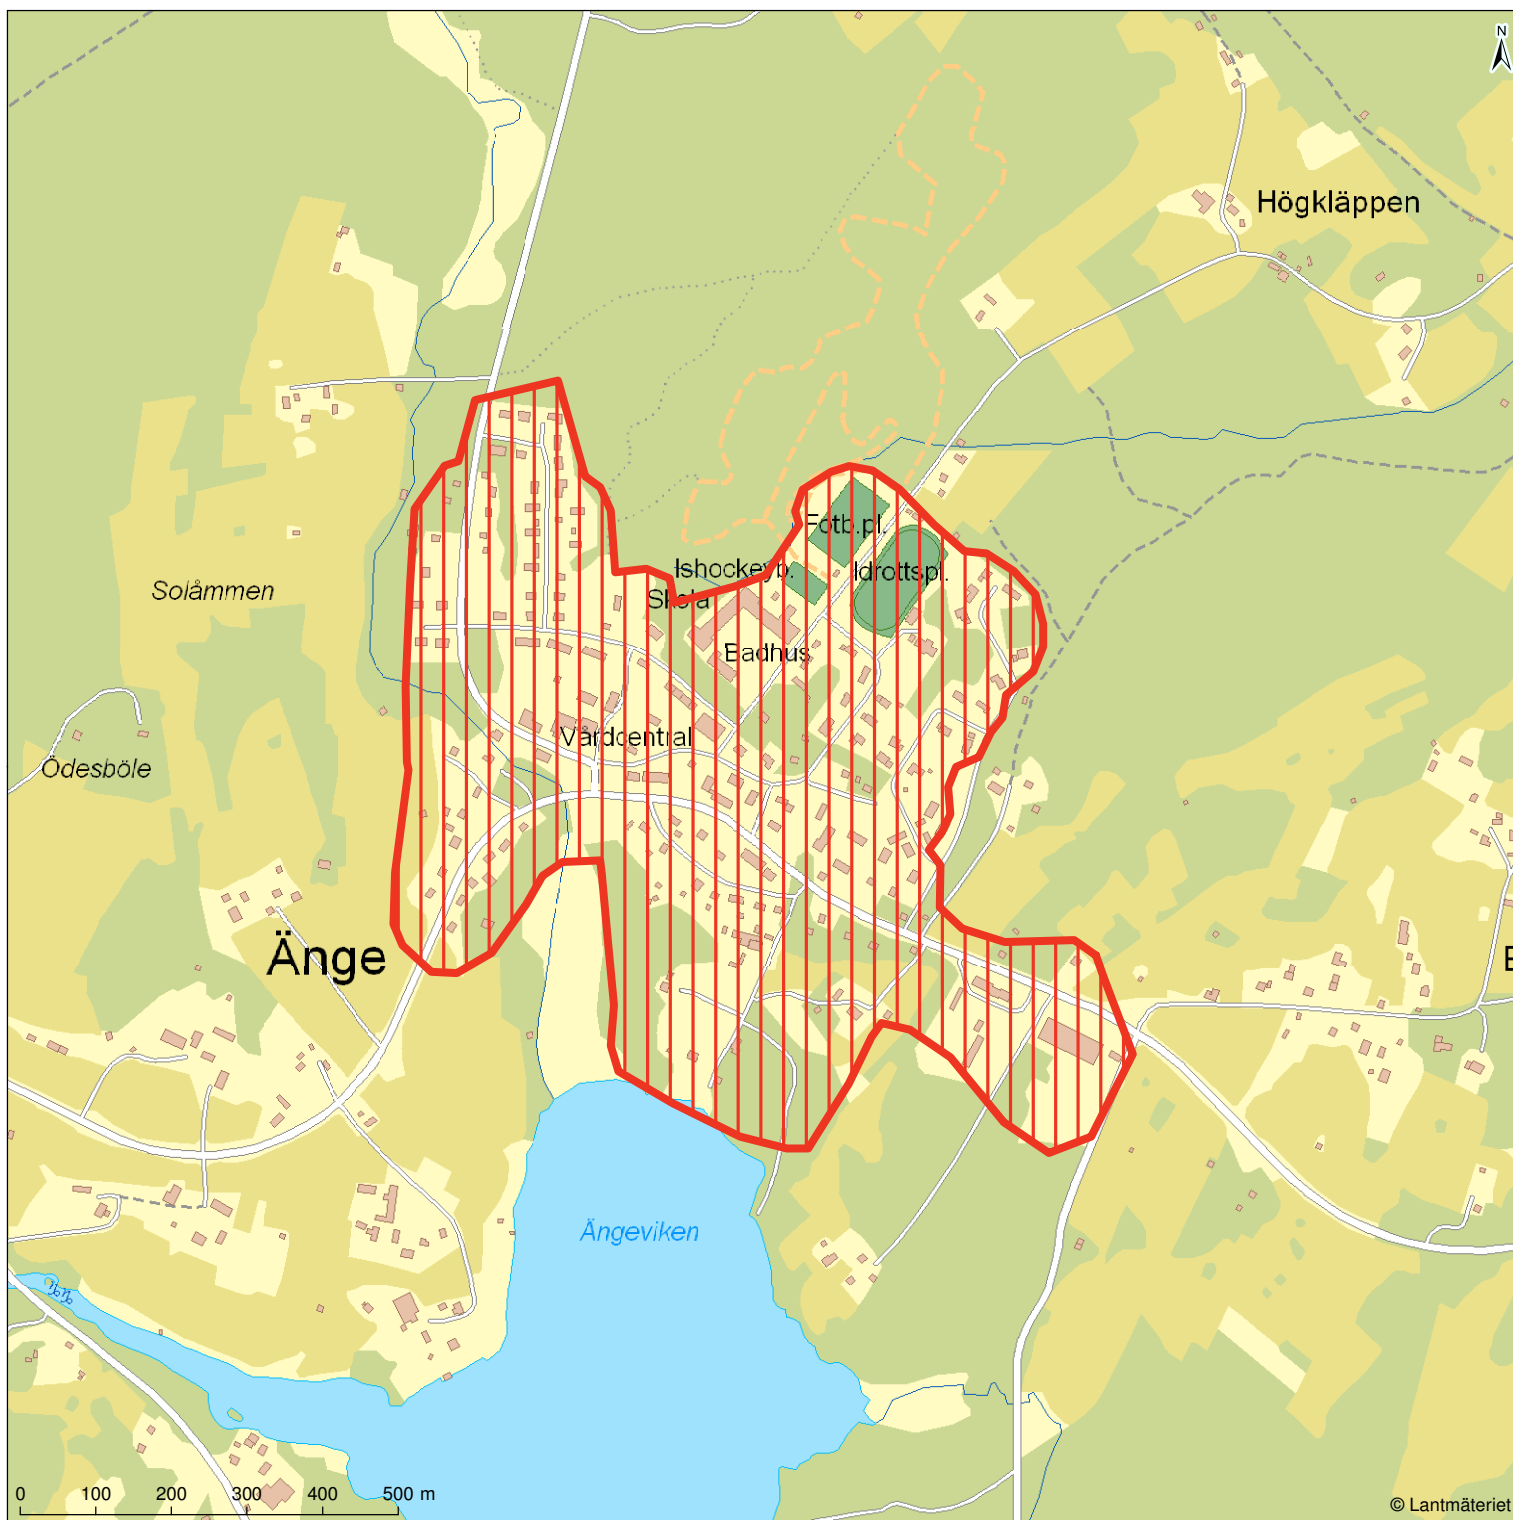 N
Högkläppen
Fotb.pl.
Ishockeyb.
Idrottspl.
Solåmmen
Skola
Badhus
Vårdcentral
Ödesböle
Änge
Ängeviken
0 100 200 300 400 500 m
© Lantmäteriet